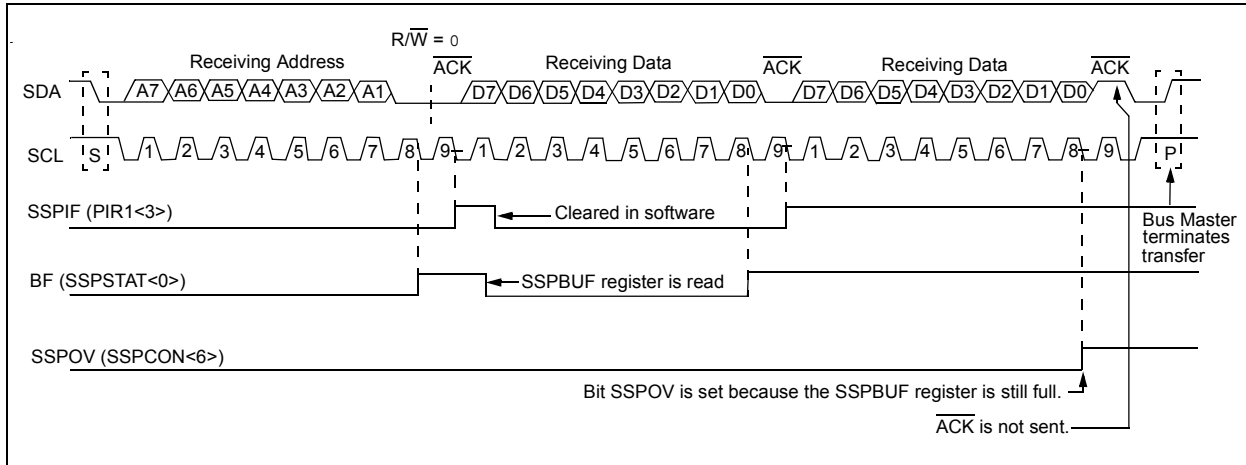 R/W = 0
Receiving Address ACK Receiving Data ACK Receiving Data ACK
SDA A7 A6 A5 A4 A3 A2 A1 D7 D6 D5 D4 D3 D2 D1 D0 D7 D6 D5 D4 D3 D2 D1 D0
SCL S 1 2 3 4 5 6 7 8 9 1 2 3 4 5 6 7 8 9 1 2 3 4 5 6 7 8 9 P
SSPIF (PIR1<3>) Cleared in software
Bus Master
terminates
transfer
BF (SSPSTAT<0>) SSPBUF register is read
SSPOV (SSPCON<6>)
Bit SSPOV is set because the SSPBUF register is still full.
ACK is not sent.